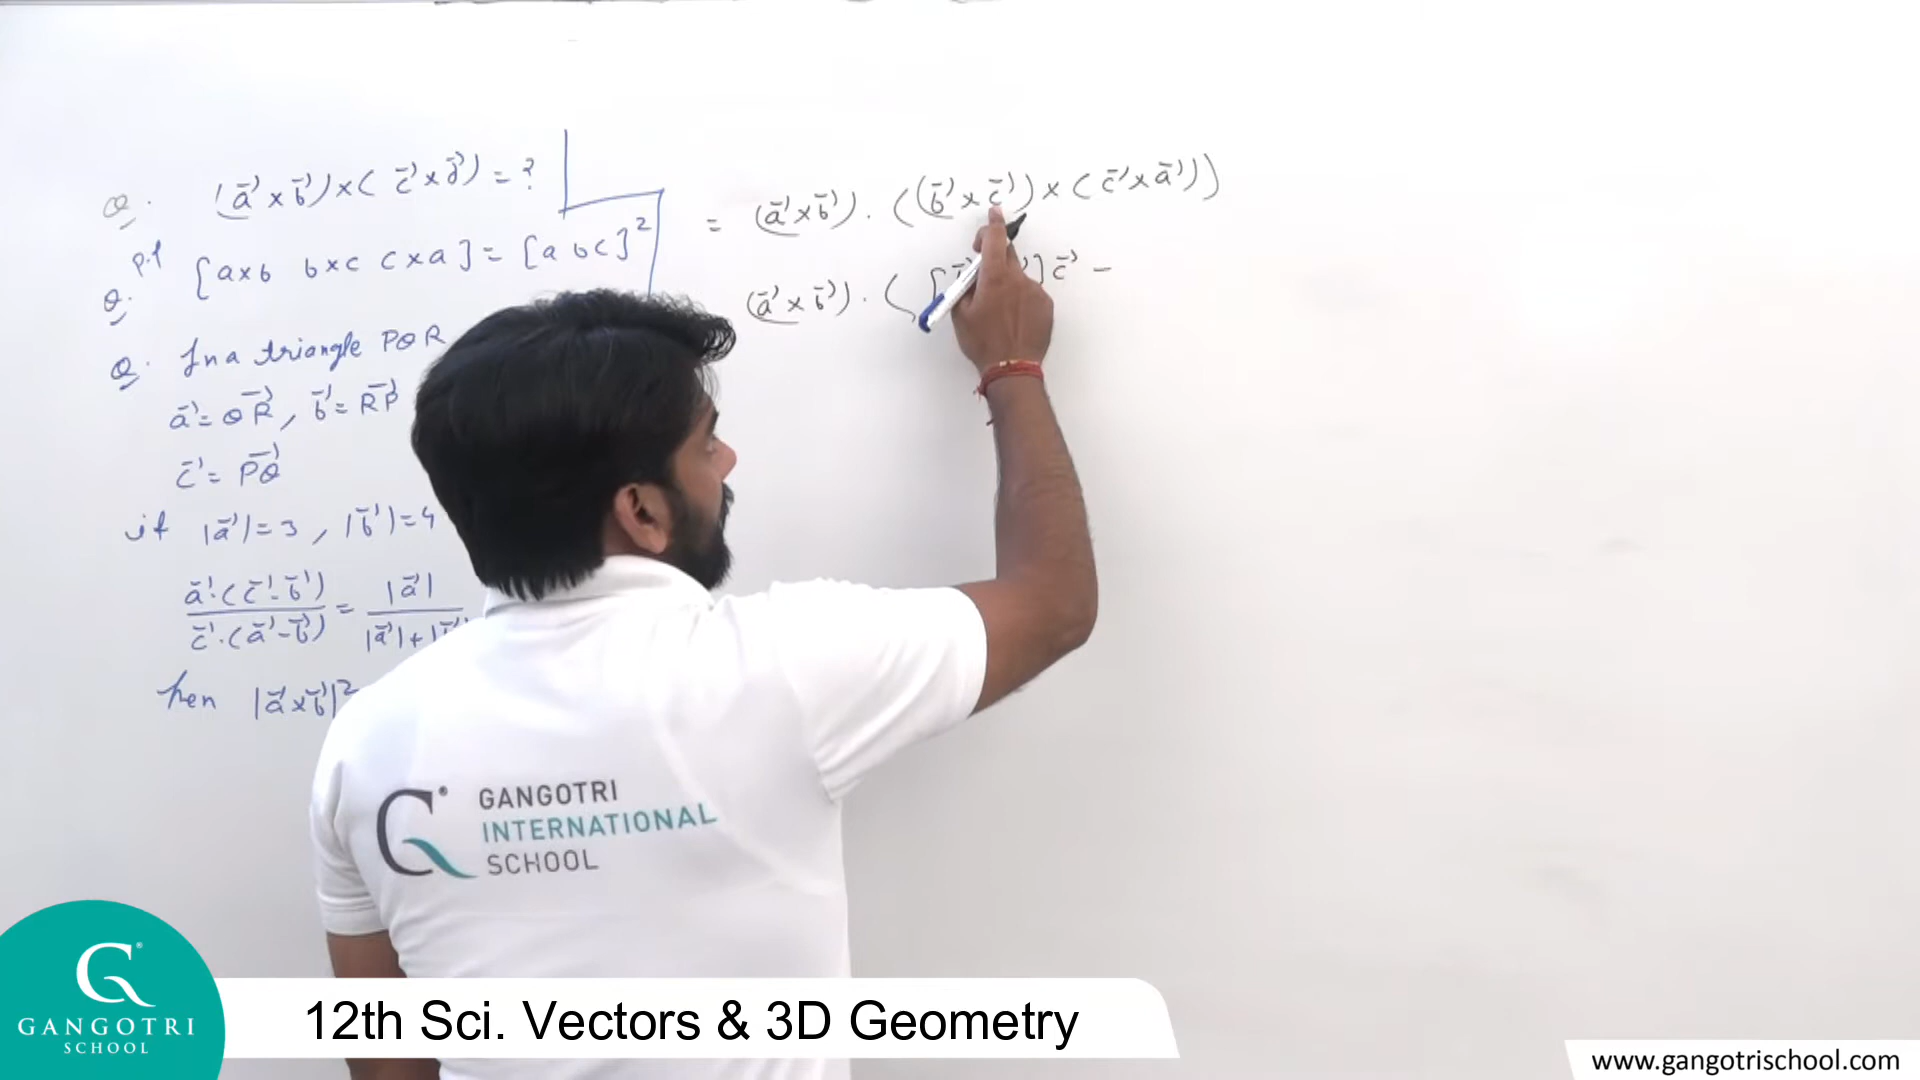 Q. (a⃗ × b⃗) × (c⃗ × d⃗) = ?
Q. P.T [a×b b×c c×a] = [a b c]²
Q. In a triangle PQR
a⃗ = QR⃗, b⃗ = RP⃗
c⃗ = PQ⃗
if |a⃗| = 3, |b⃗| = 4
a⃗·(c⃗-b⃗) / c⃗·(a⃗-b⃗) = |a⃗| / |a⃗|+|b⃗|
then |a⃗×b⃗|²
= (a⃗×b⃗)·((b⃗×c⃗)×(c⃗×a⃗))
(a⃗×b⃗)·([ ]c⃗ -
GANGOTRI
INTERNATIONAL
SCHOOL
GANGOTRI
SCHOOL
12th Sci. Vectors & 3D Geometry
www.gangotrischool.com